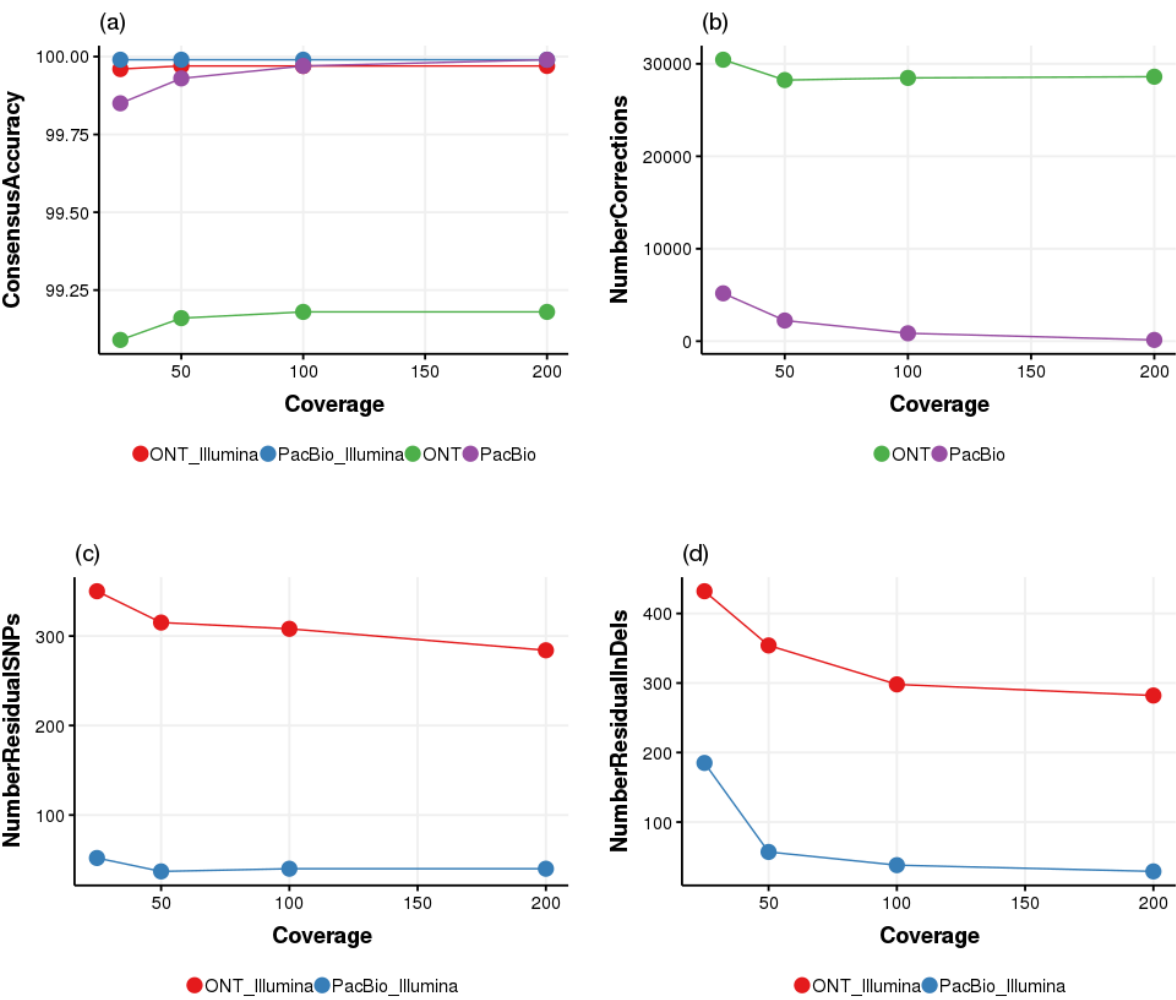 (a)
ConsensusAccuracy
100.00
99.75
99.50
99.25
50
100
150
200
Coverage
ONT_Illumina PacBio_Illumina ONT PacBio
(b)
NumberCorrections
30000
20000
10000
0
50
100
150
200
Coverage
ONT PacBio
(c)
NumberResidualSNPs
300
200
100
50
100
150
200
Coverage
ONT_Illumina PacBio_Illumina
(d)
NumberResidualInDels
400
300
200
100
50
100
150
200
Coverage
ONT_Illumina PacBio_Illumina